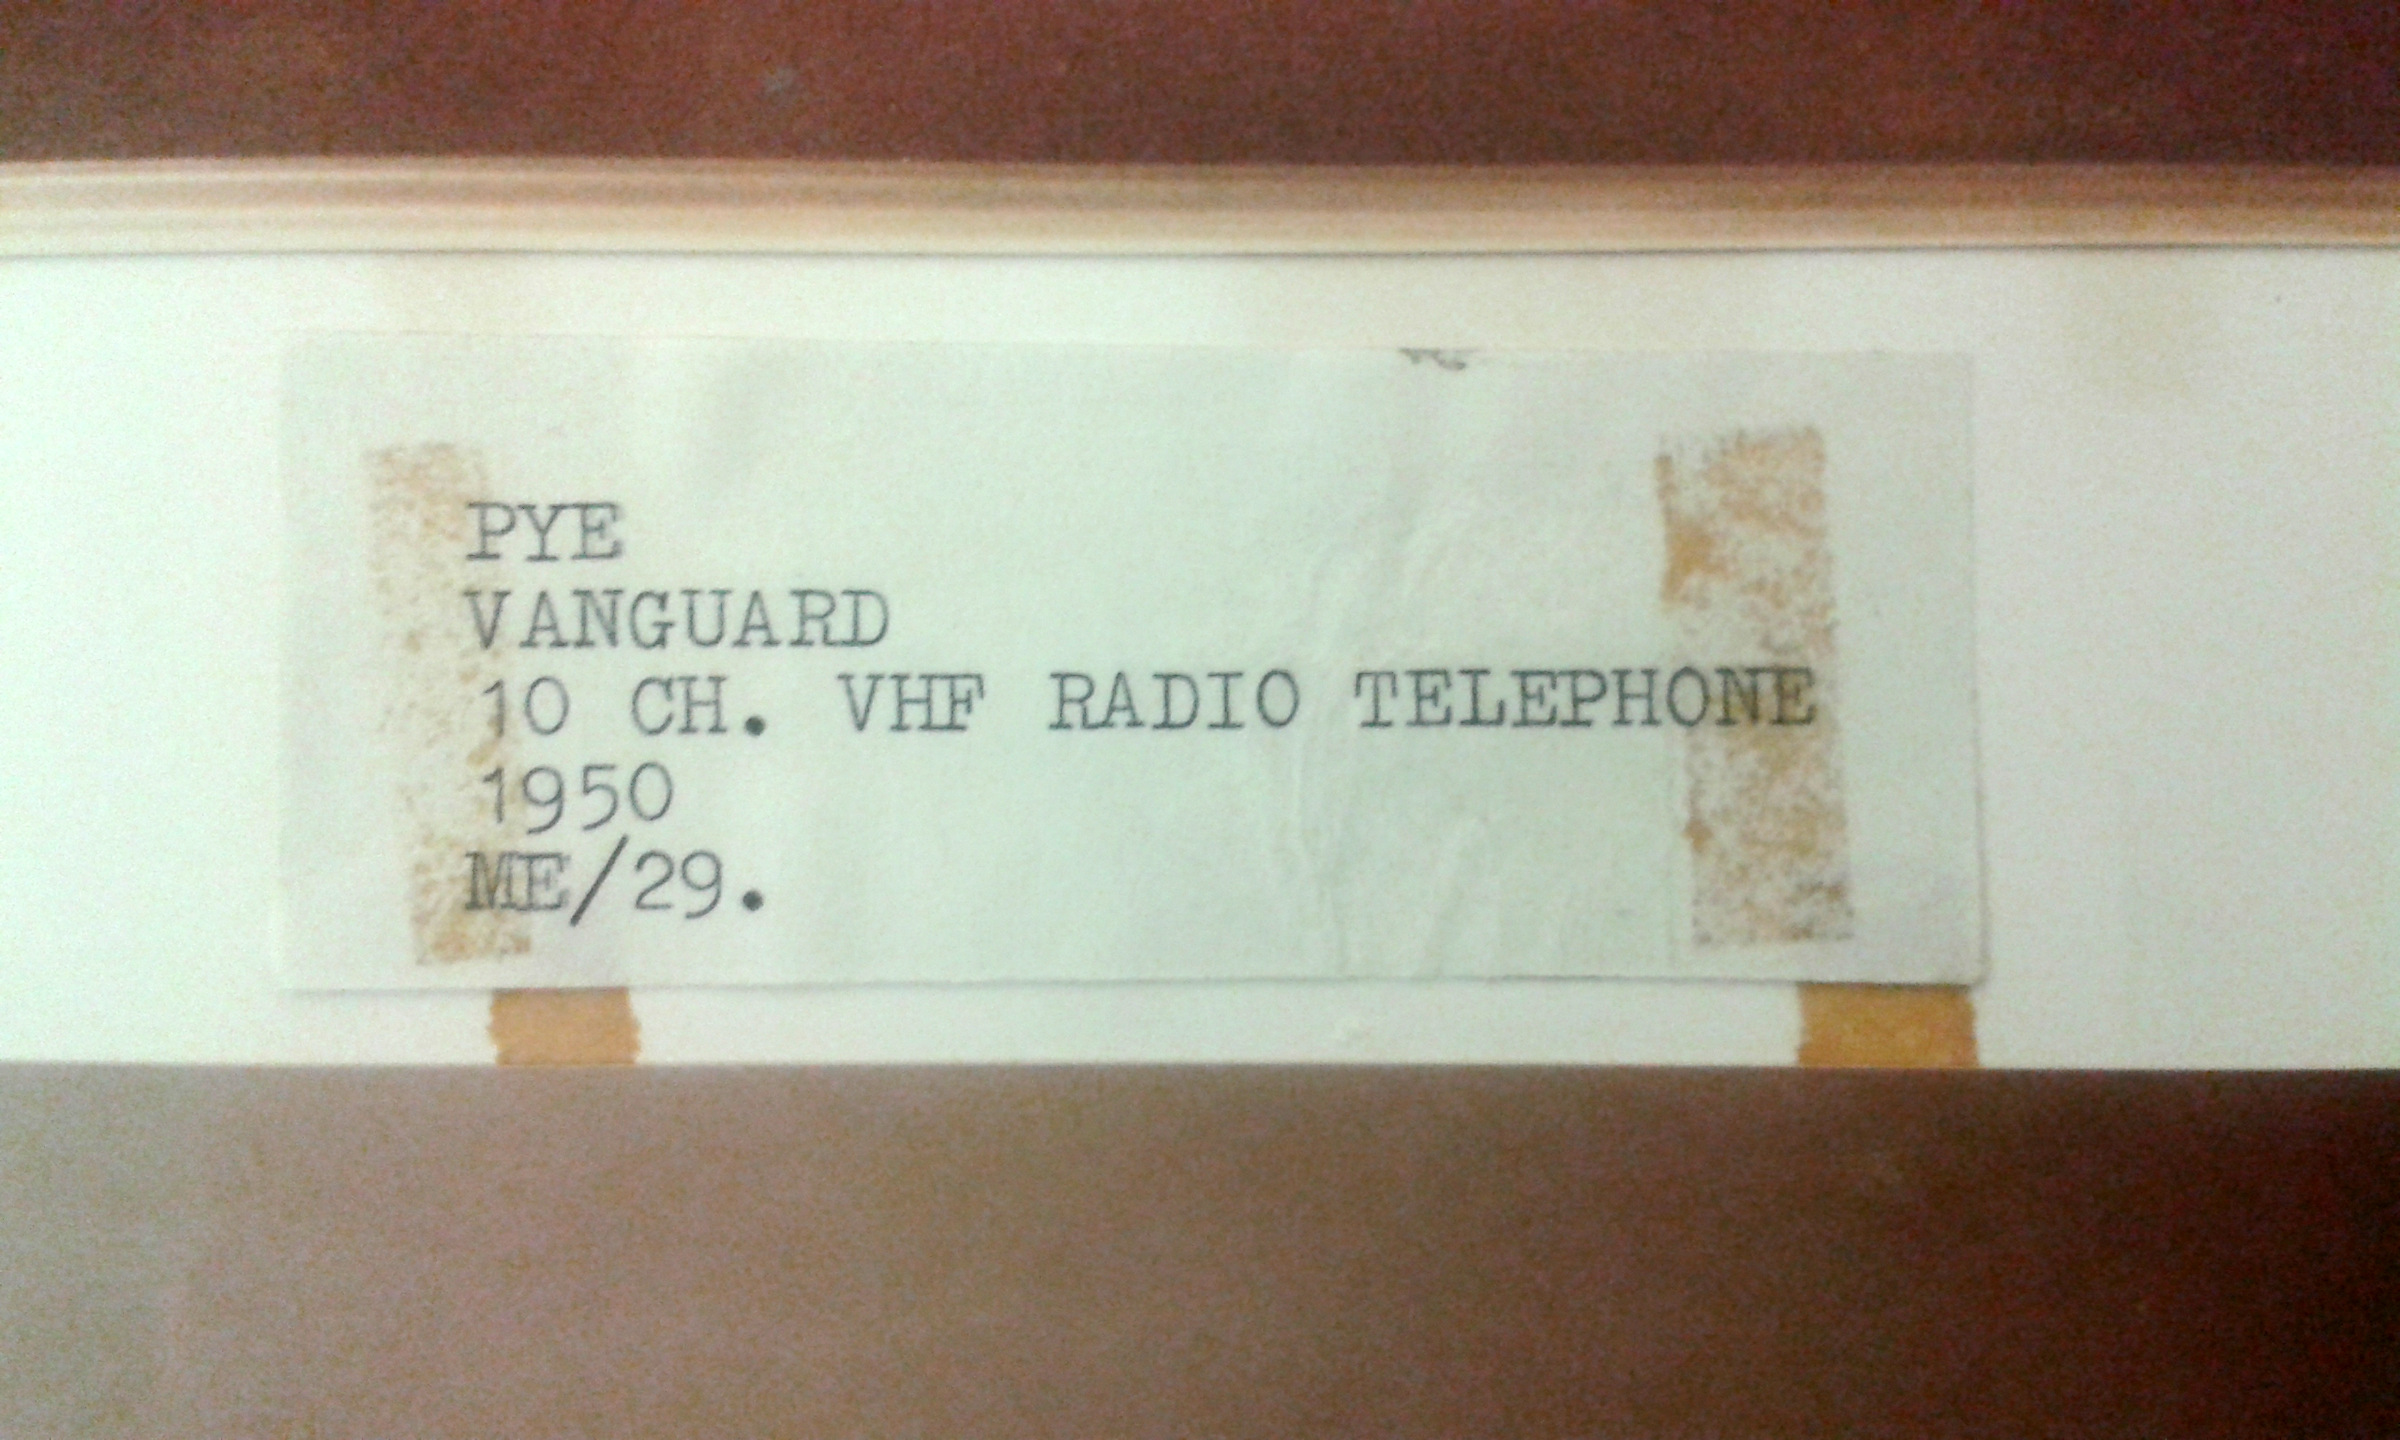 PYE
VANGUARD
10 CH. VHF RADIO TELEPHONE
1950
ME/29.